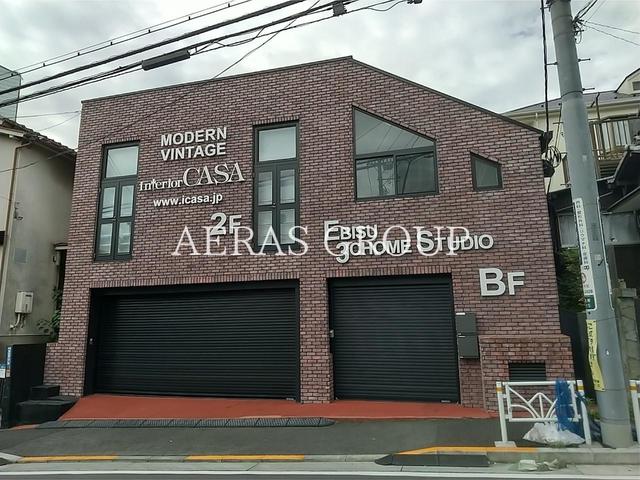 MODERN
VINTAGE
Interior CASA
www.icasa.jp
2F
EBISU
3CHOME STUDIO
BF
AERAS GROUP